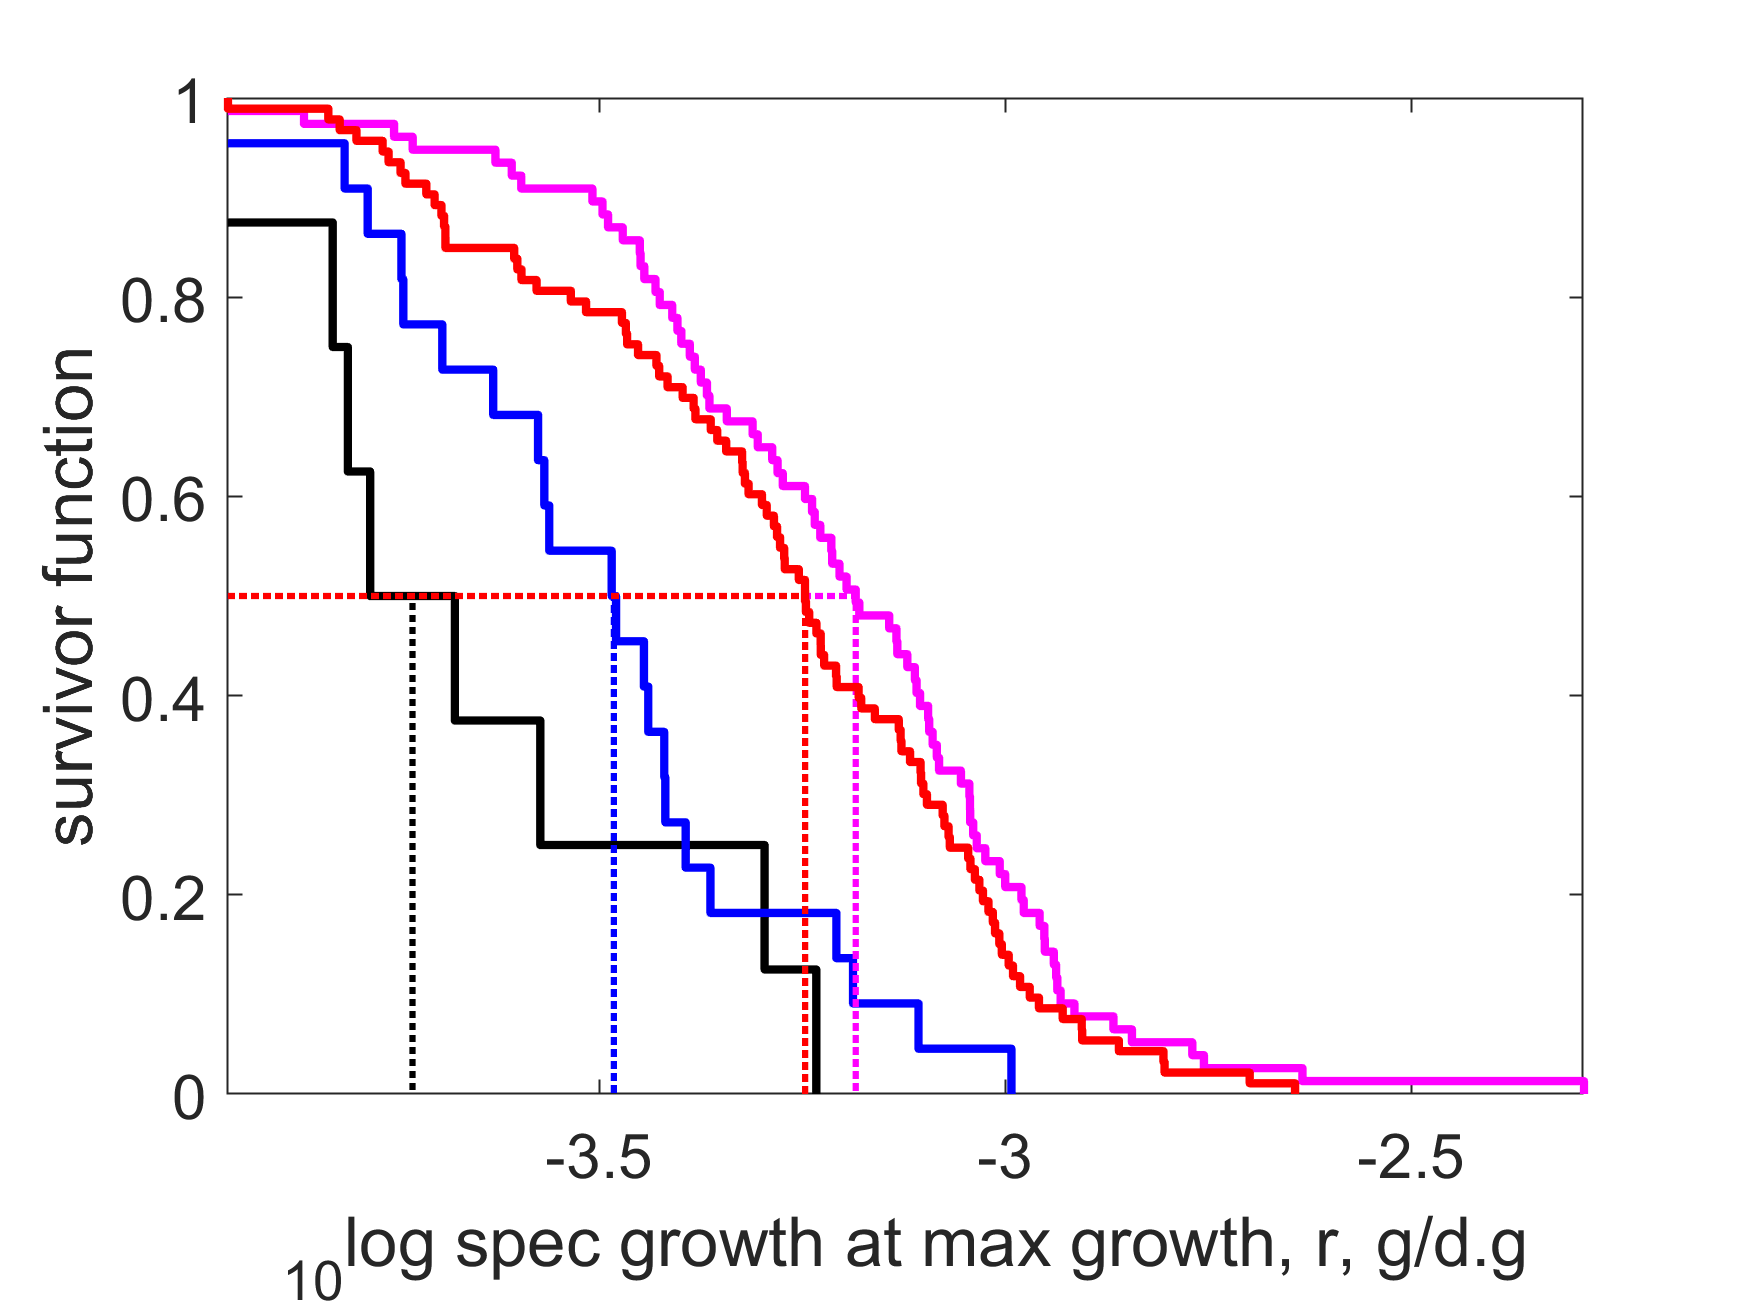 1
0.8
0.6
0.4
0.2
0
survivor function
-3.5 -3 -2.5
10log spec growth at max growth, r, g/d.g